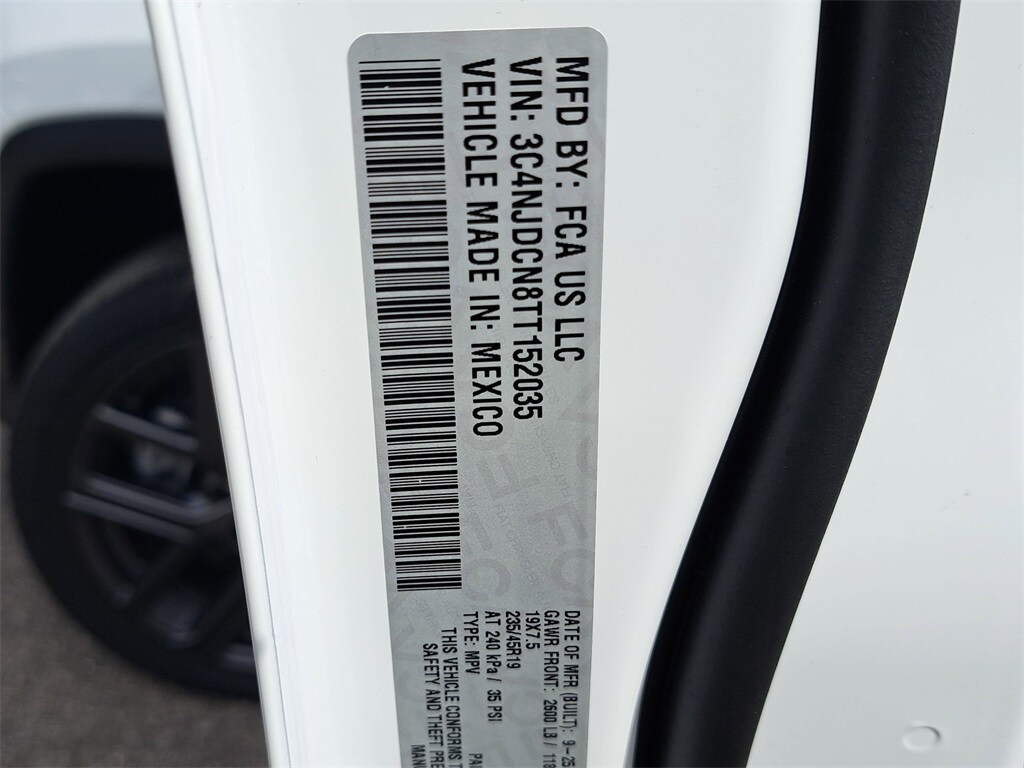 MFD BY: FCA US LLC
VIN: 3C4NJDCN8TT152035
VEHICLE MADE IN: MEXICO
DATE OF MFR (BUILT): 9-25
GAWR FRONT: 2600 LB / 118
19X7.5
235/45R19
AT 240 kPa / 35 PSI
TYPE: MPV
THIS VEHICLE CONFORMS
SAFETY AND THEFT